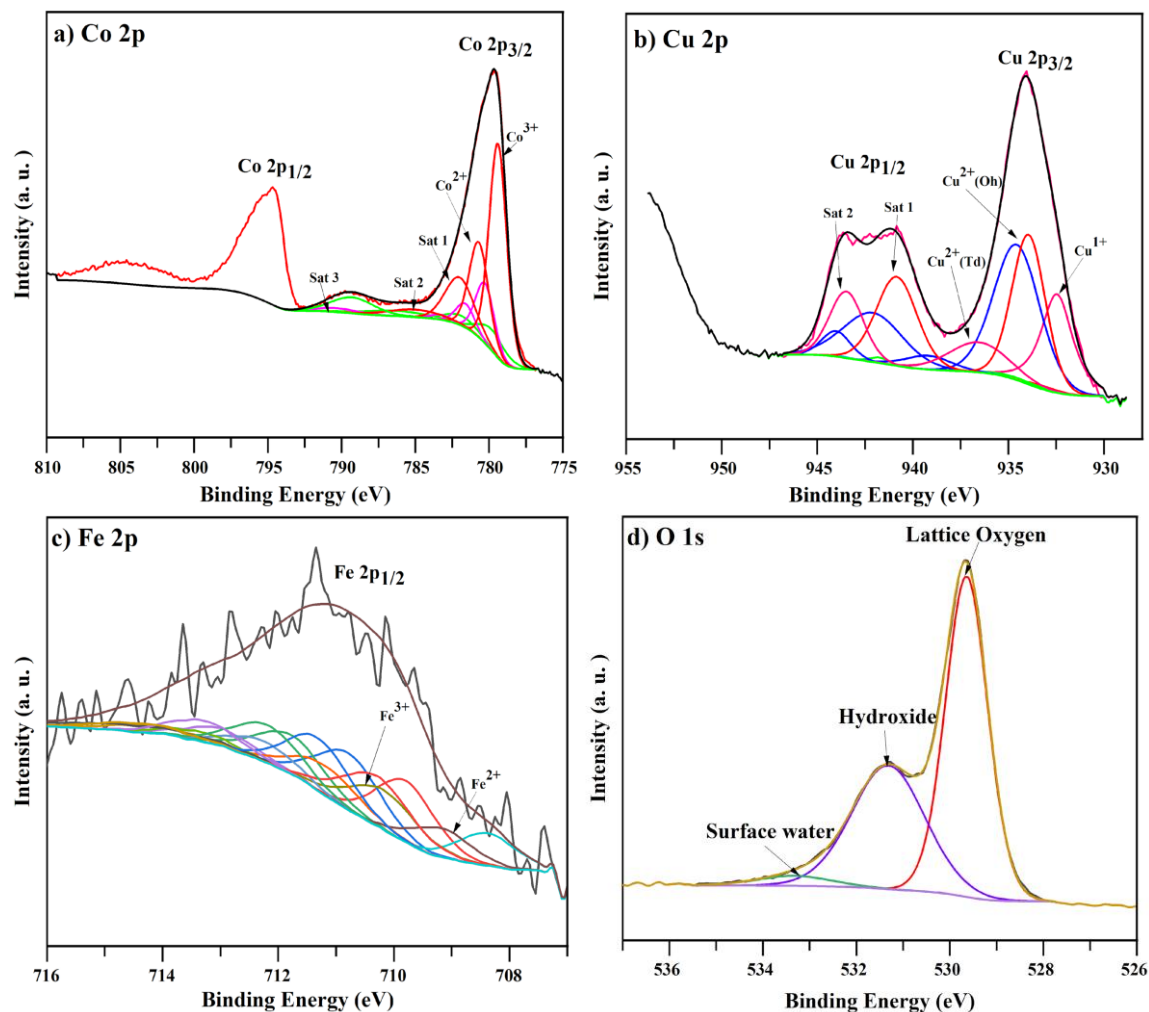 a) Co 2p
Co 2p3/2
Co3+
Co 2p1/2
Co2+
Sat 1
Sat 2
Sat 3
Intensity (a. u. )
810 805 800 795 790 785 780 775
Binding Energy (eV)
b) Cu 2p
Cu 2p3/2
Cu 2p1/2
Cu2+(Oh)
Sat 2
Sat 1
Cu2+(Td)
Cu1+
Intensity (a. u. )
955 950 945 940 935 930
Binding Energy (eV)
c) Fe 2p
Fe 2p1/2
Fe3+
Fe2+
Intensity (a. u. )
716 714 712 710 708
Binding Energy (eV)
d) O 1s
Lattice Oxygen
Hydroxide
Surface water
Intensity (a. u. )
536 534 532 530 528 526
Binding Energy (eV)